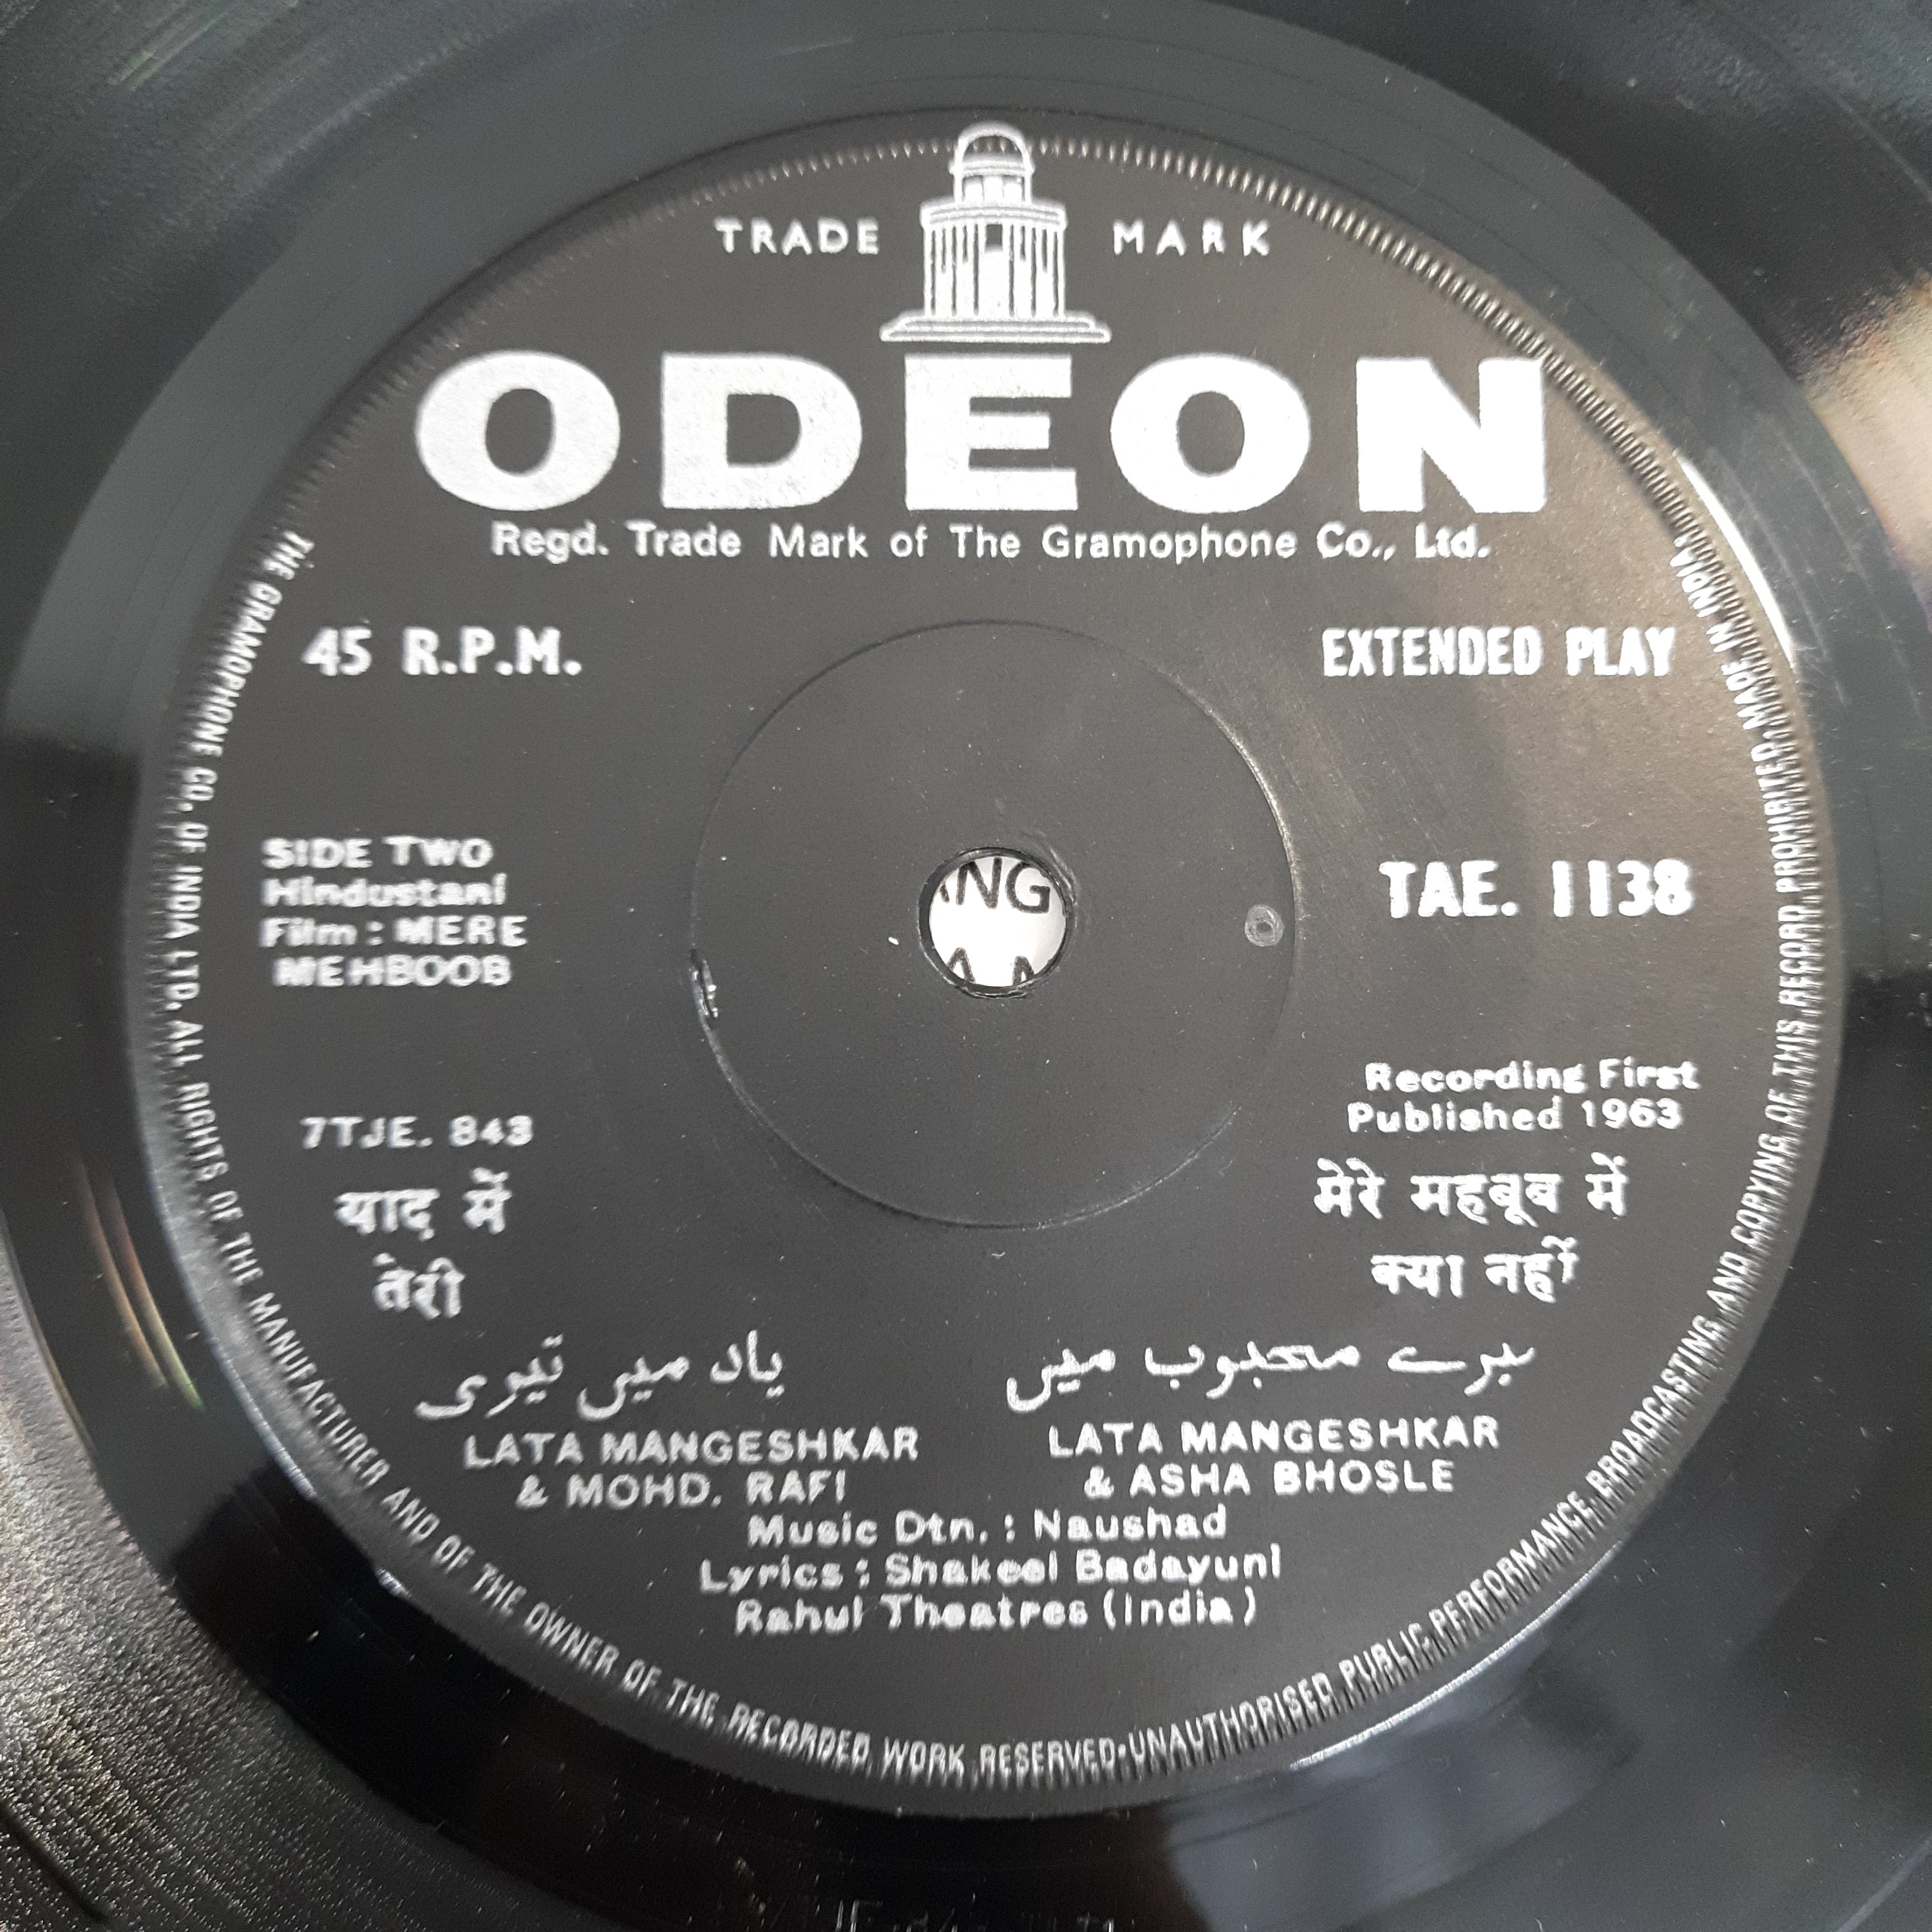 TRADE MARK
ODEON
Regd. Trade Mark of The Gramophone Co., Ltd.
45 R.P.M.
EXTENDED PLAY
SIDE TWO
Hindustani
Film : MERE
MEHBOOB
TAE. 1138
NG
7TJE. 843
Recording First
Published 1963
याद में
तेरी
मेरे महबूब में
क्या नहीं
یاد میں تیری
میرے محبوب میں
LATA MANGESHKAR
& MOHD. RAFI
LATA MANGESHKAR
& ASHA BHOSLE
Music Dtn. : Naushad
Lyrics : Shakeel Badayuni
Rahul Theatres (India)
THE GRAMOPHONE CO. OF INDIA LTD. ALL RIGHTS OF THE MANUFACTURER AND OF THE OWNER OF THE RECORDED WORK RESERVED•UNAUTHORISED PUBLIC PERFORMANCE BROADCASTING AND COPYING OF THIS RECORD PROHIBITED MADE IN INDIA